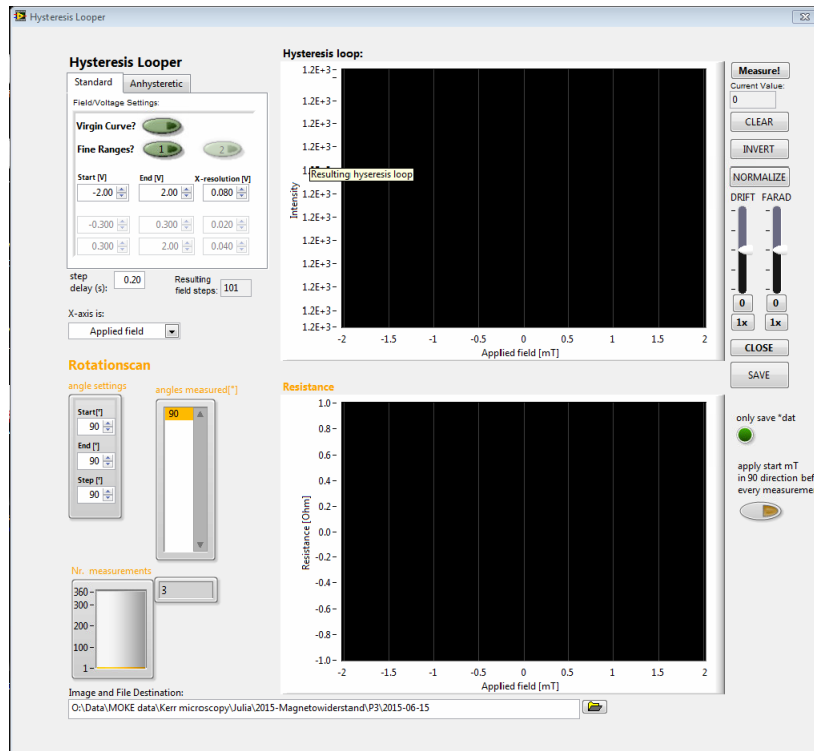 Hysteresis Looper
Hysteresis Looper
Standard
Anhysteretic
Field/Voltage Settings:
Virgin Curve?
Fine Ranges?
1
2
Start [V]
End [V]
X-resolution [V]
-2.00
2.00
0.080
-0.300
0.300
0.020
0.300
2.00
0.040
step
delay (s):
0.20
Resulting
field steps:
101
X-axis is:
Applied field
Hysteresis loop:
1.2E+3
1.2E+3
1.2E+3
1.2E+3
1.2E+3
Resulting hyseresis loop
1.2E+3
1.2E+3
1.2E+3
1.2E+3
1.2E+3
Intensity
-2 -1.5 -1 -0.5 0 0.5 1 1.5 2
Applied field [mT]
Measure!
Current Value:
0
CLEAR
INVERT
NORMALIZE
DRIFT FARAD
0 0
1x 1x
CLOSE
SAVE
only save *dat
apply start mT
in 90 direction bef
every measureme
Rotationscan
angle settings
Start[°]
90
End [°]
90
Step [°]
90
angles measured[°]
90
Nr. measurements
360
300
200
100
1
3
Resistance
1.0
0.8
0.6
0.4
0.2
0.0
-0.2
-0.4
-0.6
-0.8
-1.0
Resistance [Ohm]
-2 -1.5 -1 -0.5 0 0.5 1 1.5 2
Applied field [mT]
Image and File Destination:
O:\Data\MOKE data\Kerr microscopy\Julia\2015-Magnetowiderstand\P3\2015-06-15